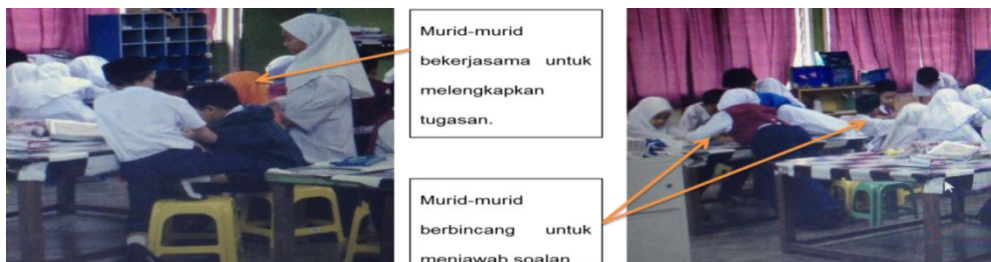 Murid-murid
bekerjasama untuk
melengkapkan
tugasan.
Murid-murid
berbincang untuk
menjawab soalan